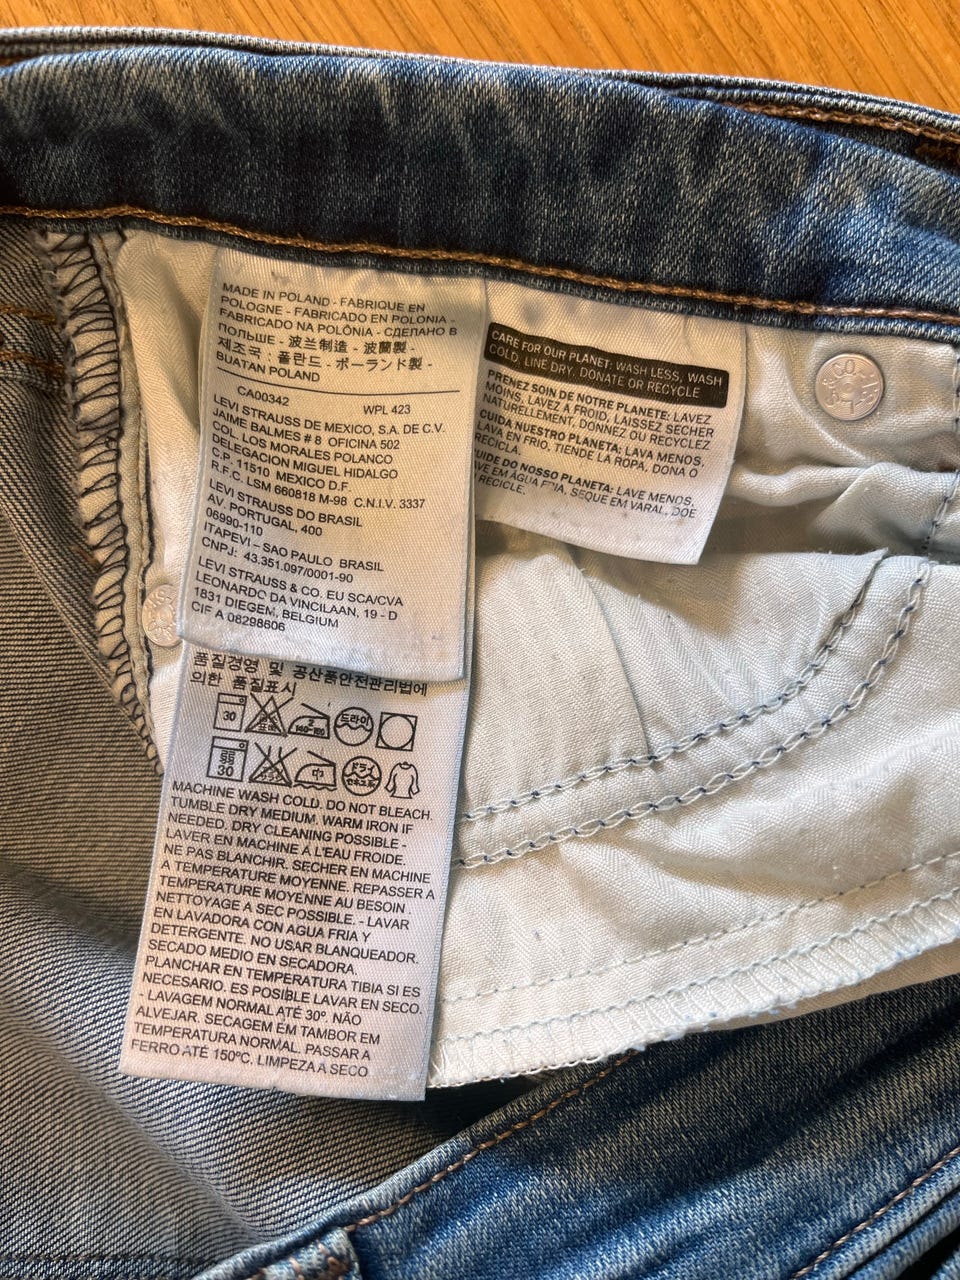 MADE IN POLAND - FABRIQUE EN
POLOGNE - FABRICADO EN POLONIA -
FABRICADO NA POLÔNIA - СДЕЛАНО В
ПОЛЬШЕ - 波兰制造 - 波蘭製 -
제조국 : 폴란드 - ポーランド製 -
BUATAN POLAND
CA00342 WPL 423
LEVI STRAUSS DE MEXICO, S.A. DE C.V.
JAIME BALMES # 8 OFICINA 502
COL. LOS MORALES POLANCO
DELEGACION MIGUEL HIDALGO
C.P. 11510 MEXICO D.F.
R.F.C. LSM 660818 M-98 C.N.I.V. 3337
LEVI STRAUSS DO BRASIL
AV. PORTUGAL, 400
06990-110
ITAPEVI – SAO PAULO BRASIL
CNPJ: 43.351.097/0001-90
LEVI STRAUSS & CO. EU SCA/CVA
LEONARDO DA VINCILAAN, 19 - D
1831 DIEGEM, BELGIUM
CIF A 08298606
CARE FOR OUR PLANET: WASH LESS, WASH
COLD, LINE DRY, DONATE OR RECYCLE
PRENEZ SOIN DE NOTRE PLANETE: LAVEZ
MOINS, LAVEZ À FROID, LAISSEZ SECHER
NATURELLEMENT, DONNEZ OU RECYCLEZ
CUIDA NUESTRO PLANETA: LAVA MENOS,
LAVA EN FRIO, TIENDE LA ROPA, DONA O
RECICLA.
UIDE DO NOSSO PLANETA: LAVE MENOS,
AVE EM ÁGUA FRIA, SEQUE EM VARAL, DOE
RECICLE.
품질경영 및 공산품안전관리법에
의한 품질표시
30 드라이
30
MACHINE WASH COLD. DO NOT BLEACH.
TUMBLE DRY MEDIUM. WARM IRON IF
NEEDED. DRY CLEANING POSSIBLE -
LAVER EN MACHINE À L'EAU FROIDE.
NE PAS BLANCHIR. SECHER EN MACHINE
A TEMPERATURE MOYENNE. REPASSER A
TEMPERATURE MOYENNE AU BESOIN .
NETTOYAGE A SEC POSSIBLE. - LAVAR
EN LAVADORA CON AGUA FRIA Y
DETERGENTE. NO USAR BLANQUEADOR.
SECADO MEDIO EN SECADORA.
PLANCHAR EN TEMPERATURA TIBIA SI ES
NECESARIO. ES POSIBLE LAVAR EN SECO.
- LAVAGEM NORMAL ATÉ 30º. NÃO
ALVEJAR. SECAGEM EM TAMBOR EM
TEMPERATURA NORMAL. PASSAR A
FERRO ATÉ 150ºC. LIMPEZA A SECO